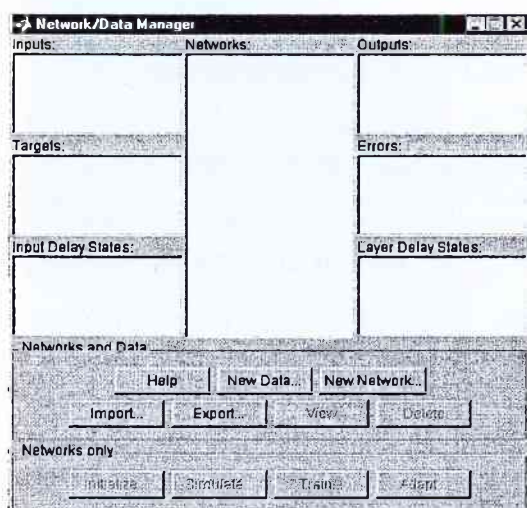 Network/Data Manager
Inputs: Networks: Outputs:
Targets: Errors:
Input Delay States: Layer Delay States:
Networks and Data
Help New Data... New Network...
Import... Export... View Delete
Networks only
Initialize... Simulate... Train... Adapt...